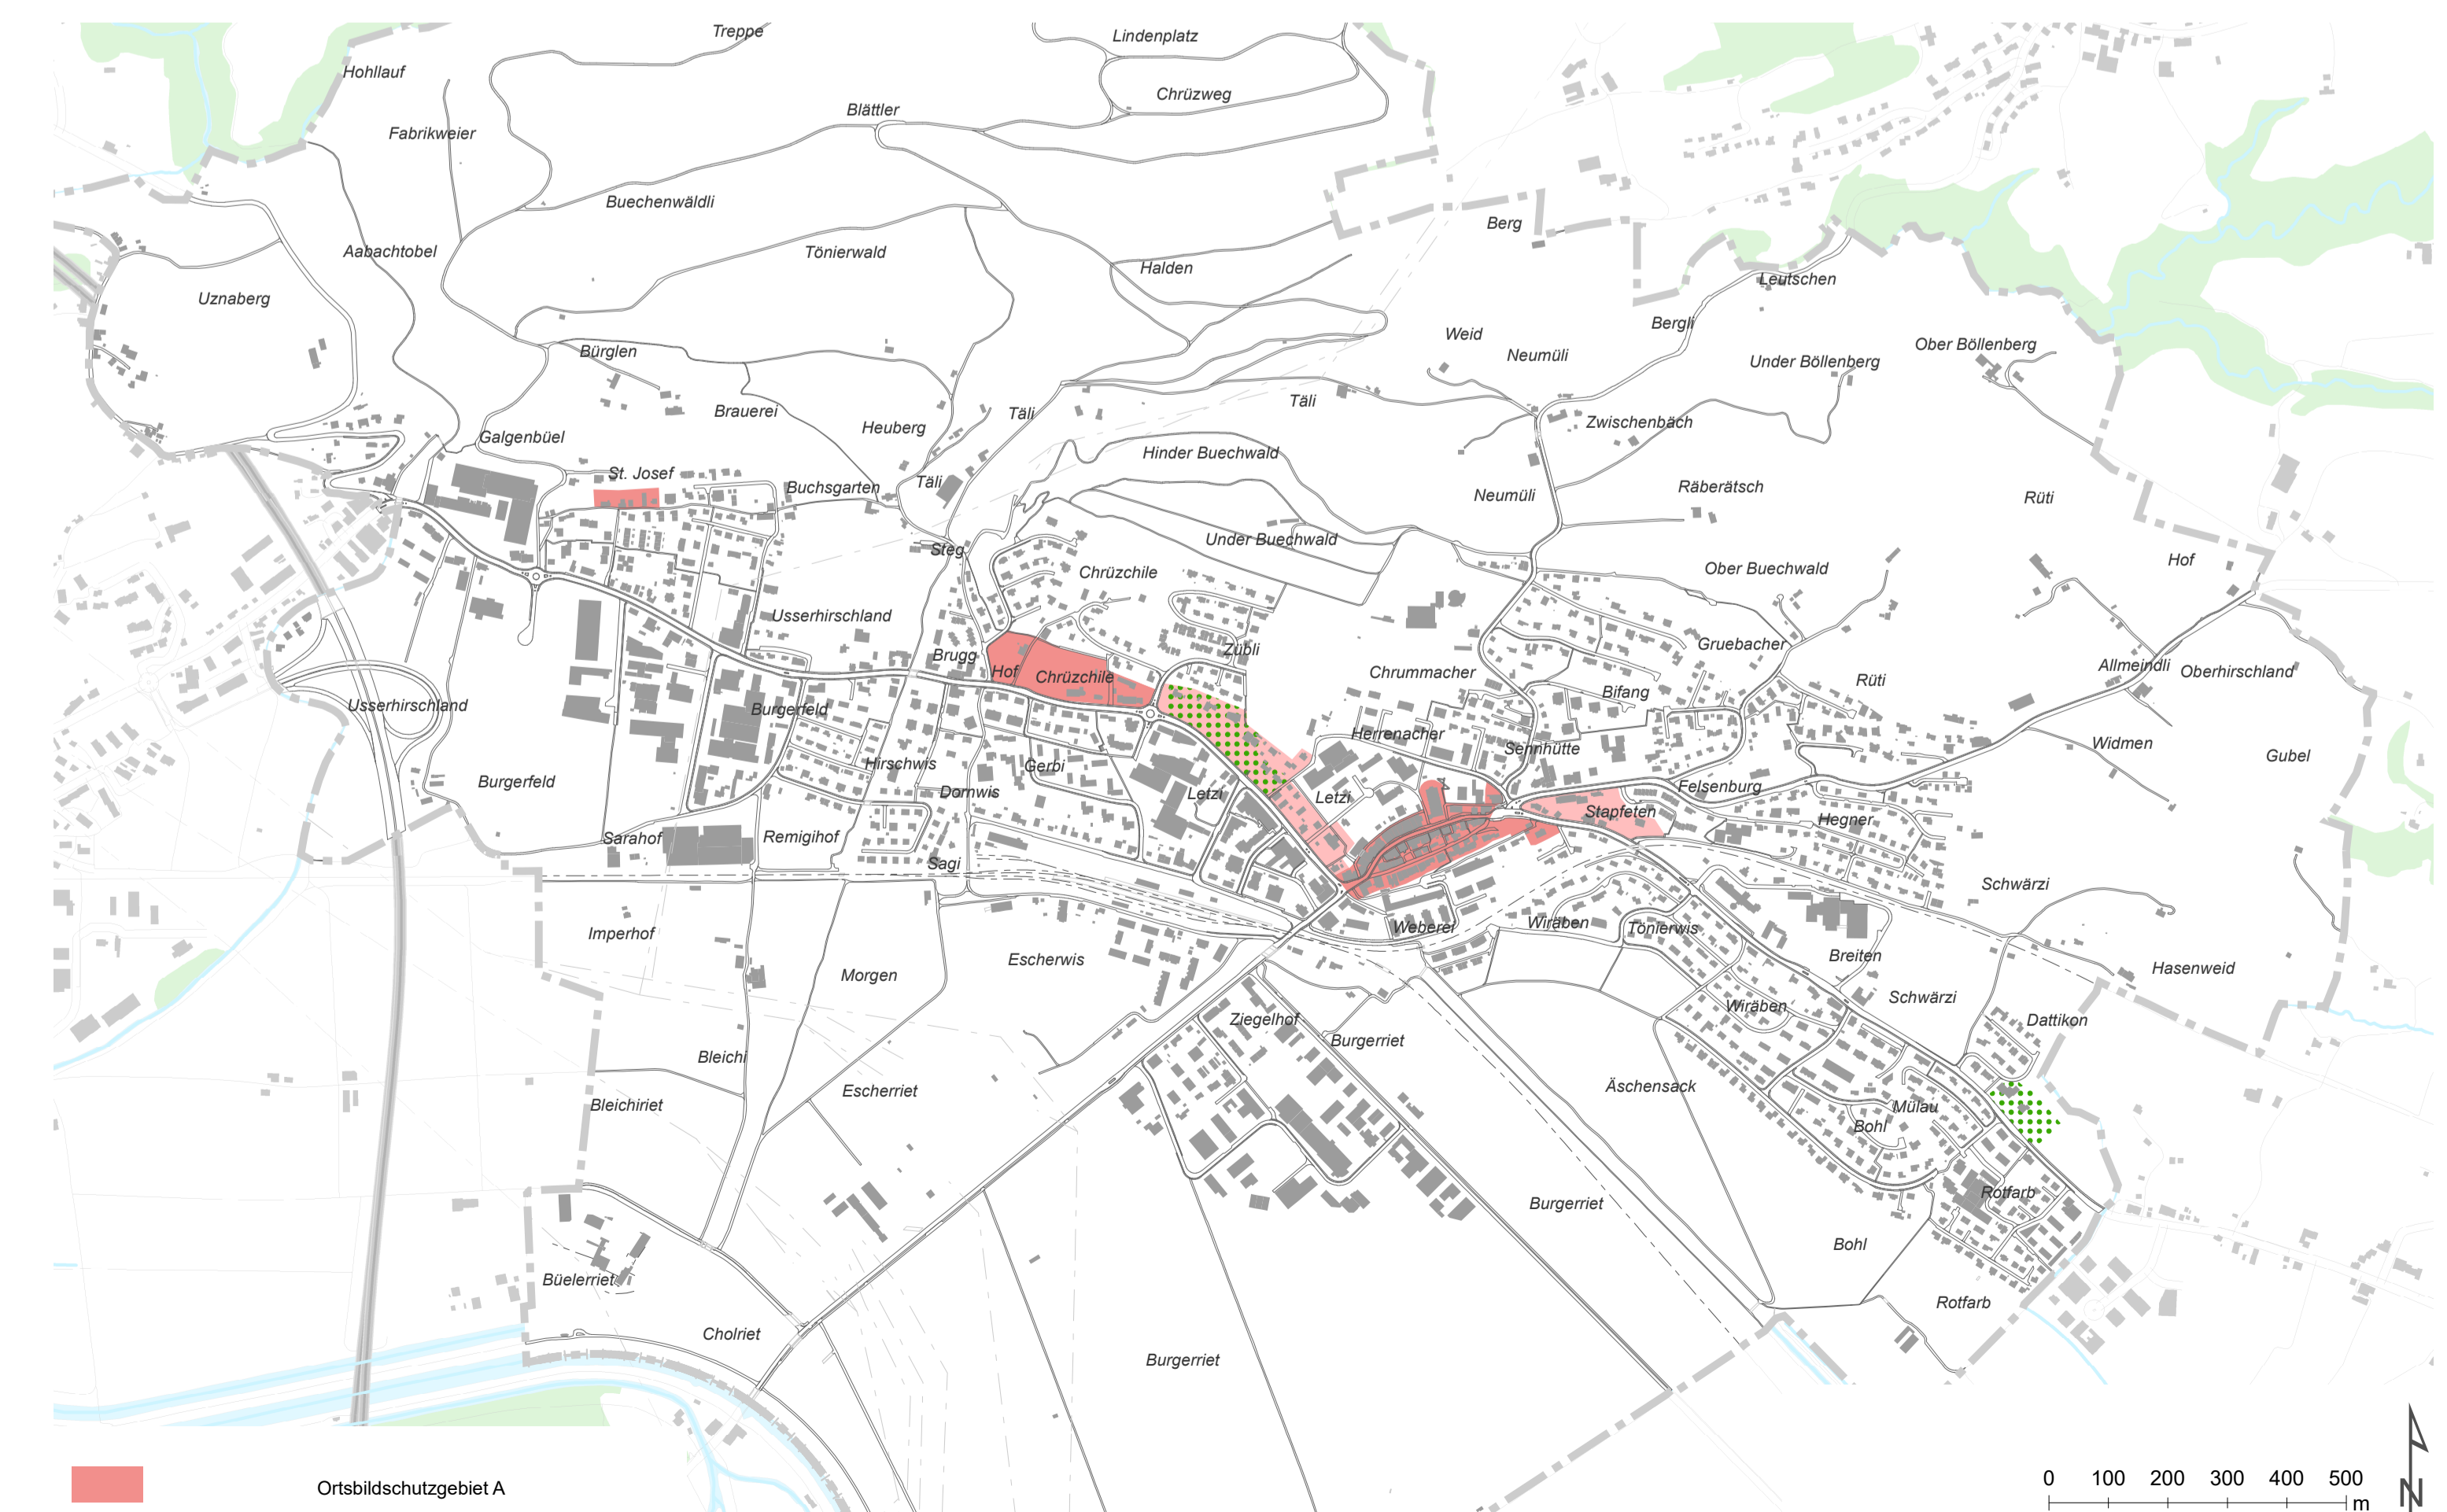 Treppe
Lindenplatz
Hohllauf
Chrüzweg
Blättler
Fabrikweier
Buechenwäldli
Berg
Aabachtobel
Tönierwald
Halden
Leutschen
Uznaberg
Bergli
Weid
Ober Böllenberg
Bürglen
Neumüli
Under Böllenberg
Täli
Brauerei
Täli
Zwischenbäch
Heuberg
Galgenbüel
Hinder Buechwald
St. Josef
Täli
Buchsgarten
Räberätsch
Neumüli
Rüti
Under Buechwald
Steg
Hof
Ober Buechwald
Chrüzchile
Usserhirschland
Gruebacher
Zübli
Brugg
Allmeindli
Oberhirschland
Hof
Chrüzchile
Chrummacher
Rüti
Bifang
Usserhirschland
Burgerfeld
Herrenacher
Widmen
Sennhütte
Gubel
Hirschwis
Gerbi
Burgerfeld
Felsenburg
Dornwis
Letzi
Letzi
Stapfeten
Hegner
Sarahof
Remigihof
Sagi
Schwärzi
Wiräben
Weberei
Tönierwis
Imperhof
Breiten
Escherwis
Hasenweid
Morgen
Schwärzi
Wiräben
Ziegelhof
Dattikon
Burgerriet
Bleichi
Äschensack
Escherriet
Bleichiriet
Mülau
Bohl
Rotfarb
Burgerriet
Bohl
Büelerriet
Rotfarb
Cholriet
Burgerriet
0 100 200 300 400 500
m
N
Ortsbildschutzgebiet A